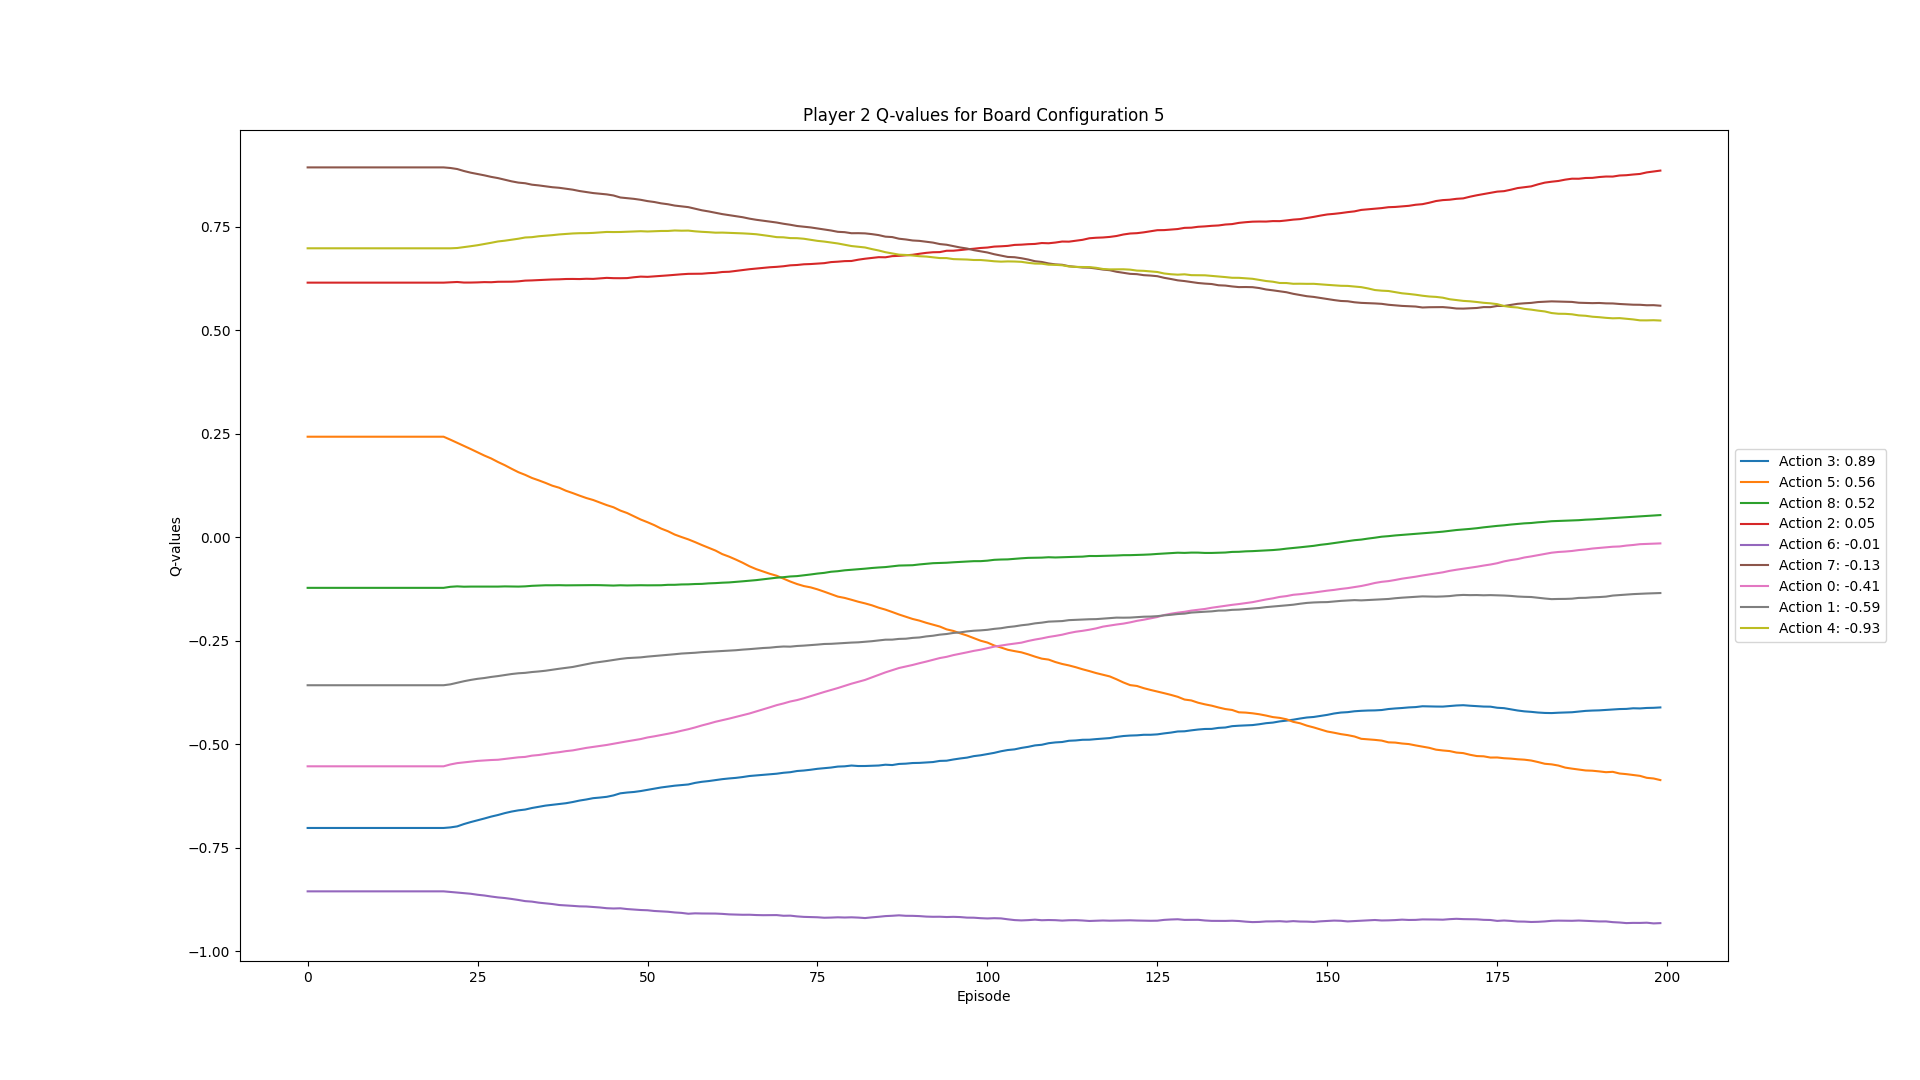 Player 2 Q-values for Board Configuration 5
Q-values
0.75
0.50
0.25
0.00
−0.25
−0.50
−0.75
−1.00
0 25 50 75 100 125 150 175 200
Episode
Action 3: 0.89
Action 5: 0.56
Action 8: 0.52
Action 2: 0.05
Action 6: -0.01
Action 7: -0.13
Action 0: -0.41
Action 1: -0.59
Action 4: -0.93